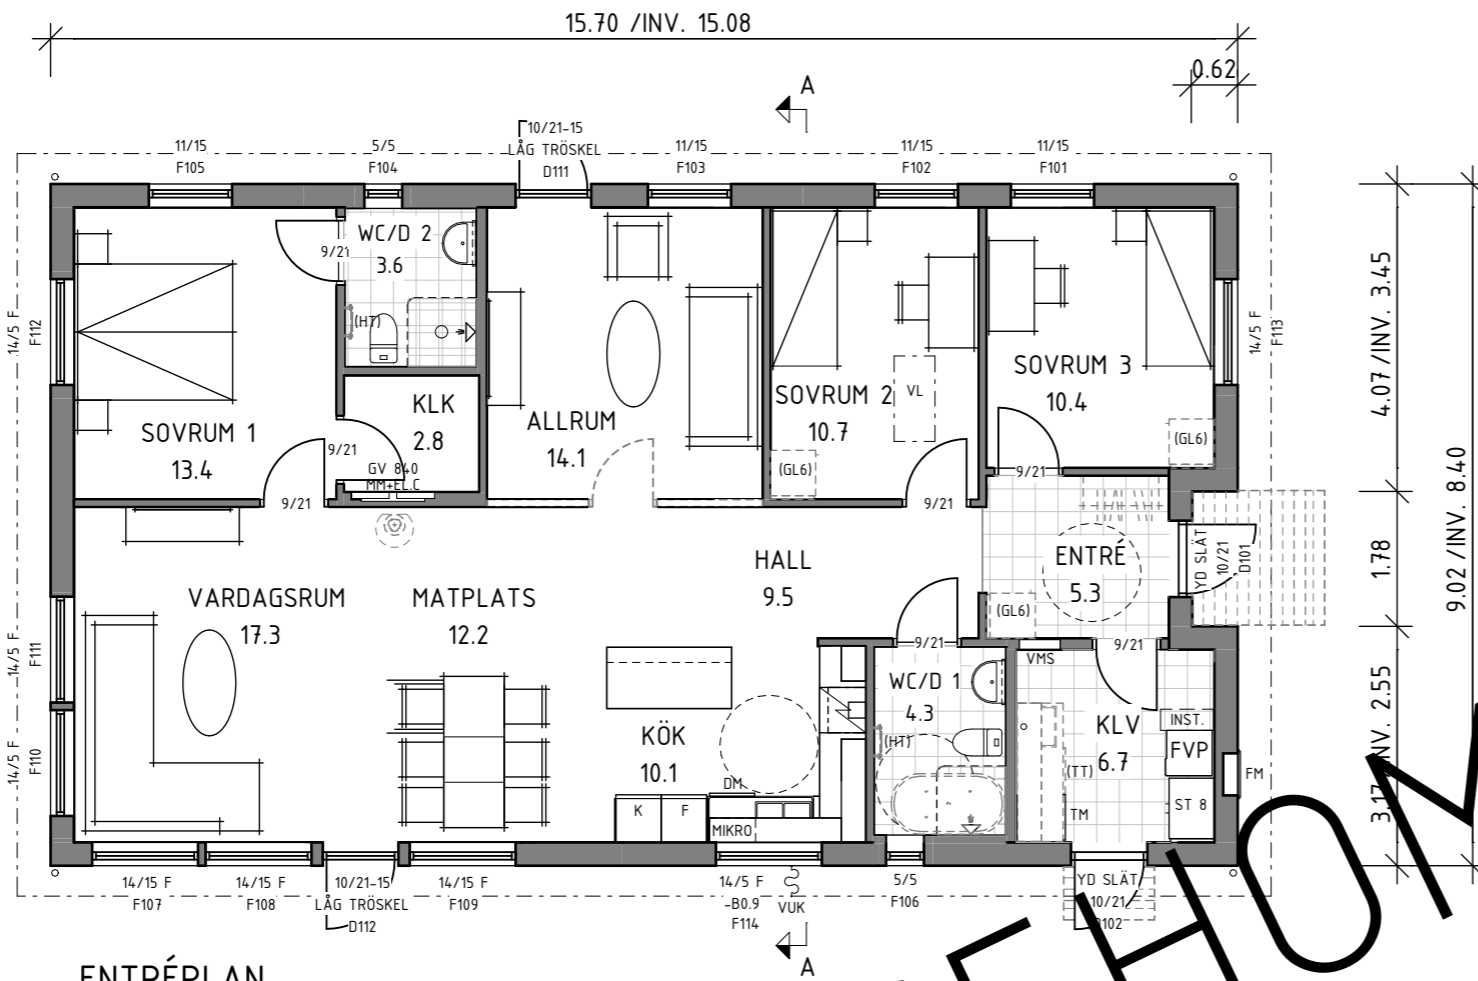 15.70 /INV. 15.08
0.62
A
11/15
F105
5/5
F104
10/21-15
LÅG TRÖSKEL
D111
11/15
F103
11/15
F102
11/15
F101
WC/D 2
3.6
9/21
(HT)
14/5 F
F112
SOVRUM 1
13.4
KLK
2.8
9/21
GV 840
MM+EL.C
9/21
ALLRUM
14.1
SOVRUM 2
10.7
VL
(GL6)
9/21
SOVRUM 3
10.4
(GL6)
9/21
14/5 F
F113
4.07 /INV. 3.45
1.78
9.02 /INV. 8.40
VARDAGSRUM
17.3
MATPLATS
12.2
HALL
9.5
ENTRÉ
5.3
(GL6)
YD SLÄT
10/21
D101
14/5 F
F111
14/5 F
F110
9/21
9/21
VMS
WC/D 1
4.3
(HT)
KÖK
10.1
DM
K
F
MIKRO
KLV
6.7
(TT)
TM
INST.
FVP
ST 8
FM
14/15 F
F107
14/15 F
F108
10/21-15
LÅG TRÖSKEL
D112
14/15 F
F109
14/5 F
-B0.9
F114
VUK
5/5
F106
YD SLÄT
10/21
D102
A
ENTRÉPLAN